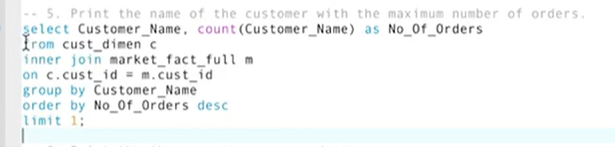 -- 5. Print the name of the customer with the maximum number of orders.
select Customer_Name, count(Customer_Name) as No_Of_Orders
from cust_dimen c
inner join market_fact_full m
on c.cust_id = m.cust_id
group by Customer_Name
order by No_Of_Orders desc
limit 1;